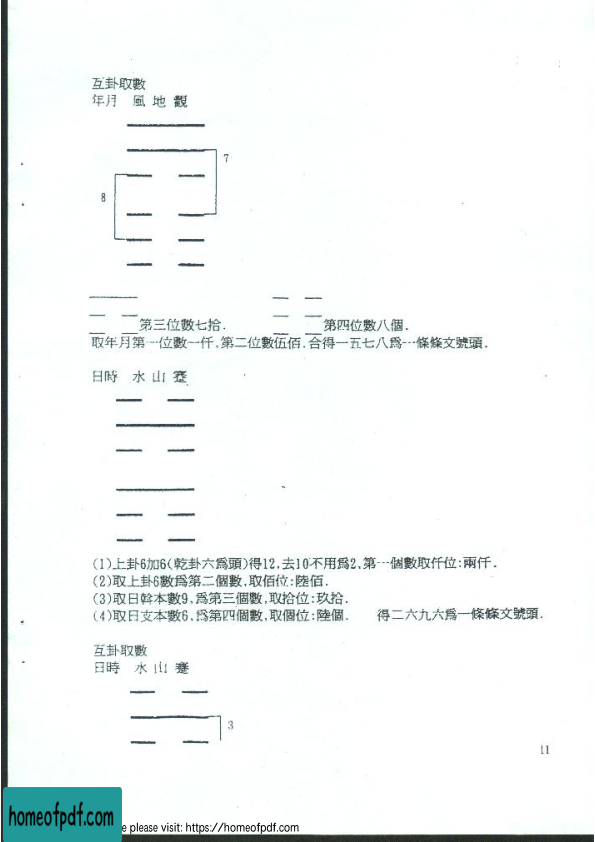 互卦取數
年月 風地觀
7
8
第三位數七拾.
第四位數八個.
取年月第一位數一仟,第二位數伍佰,合得一五七八爲一條條文號頭.
日時 水山蹇
(1)上卦6加6(乾卦六爲頭)得12,去10不用爲2,第一個數取仟位:兩仟.
(2)取上卦6數爲第二個數,取佰位:陸佰.
(3)取日幹本數9,爲第三個數,取拾位:玖拾.
(4)取日支本數6,爲第四個數,取個位:陸個. 得二六九六爲一條條文號頭.
互卦取數
日時 水山蹇
3
11
homeofpdf.com
e please visit: https://homeofpdf.com